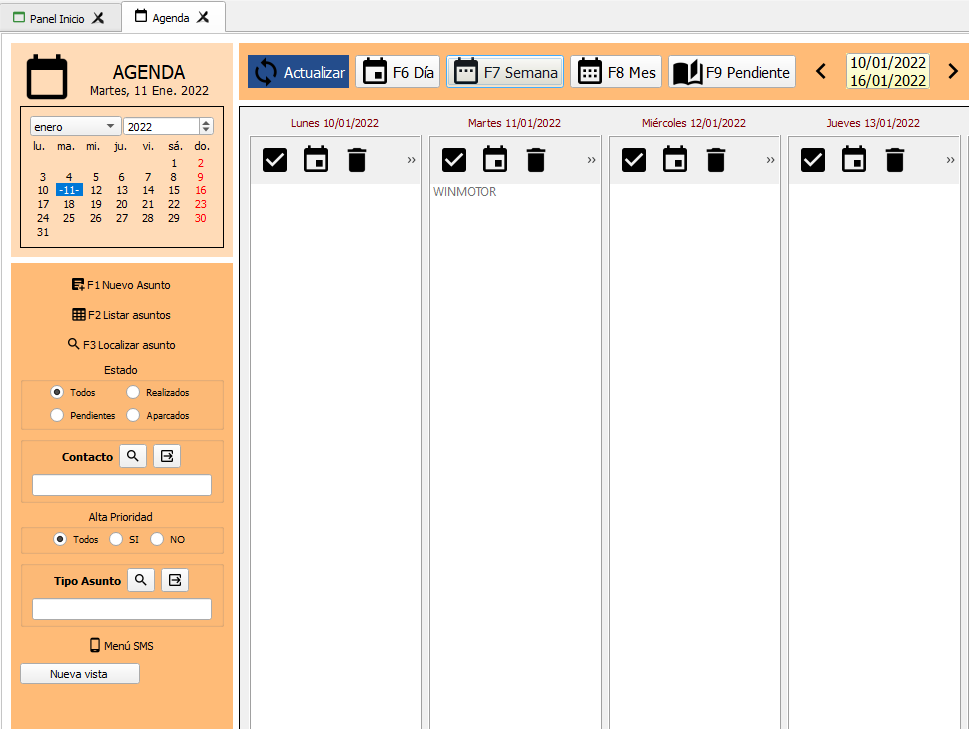 Panel Inicio
Agenda
AGENDA
Martes, 11 Ene. 2022
enero 2022
lu. ma. mi. ju. vi. sá. do.
1 2
3 4 5 6 7 8 9
10 -11- 12 13 14 15 16
17 18 19 20 21 22 23
24 25 26 27 28 29 30
31
F1 Nuevo Asunto
F2 Listar asuntos
F3 Localizar asunto
Estado
Todos Realizados
Pendientes Aparcados
Contacto
Alta Prioridad
Todos SI NO
Tipo Asunto
Menú SMS
Nueva vista
Actualizar F6 Día F7 Semana F8 Mes F9 Pendiente
10/01/2022
16/01/2022
Lunes 10/01/2022 Martes 11/01/2022 Miércoles 12/01/2022 Jueves 13/01/2022
›› ›› ›› ››
WINMOTOR